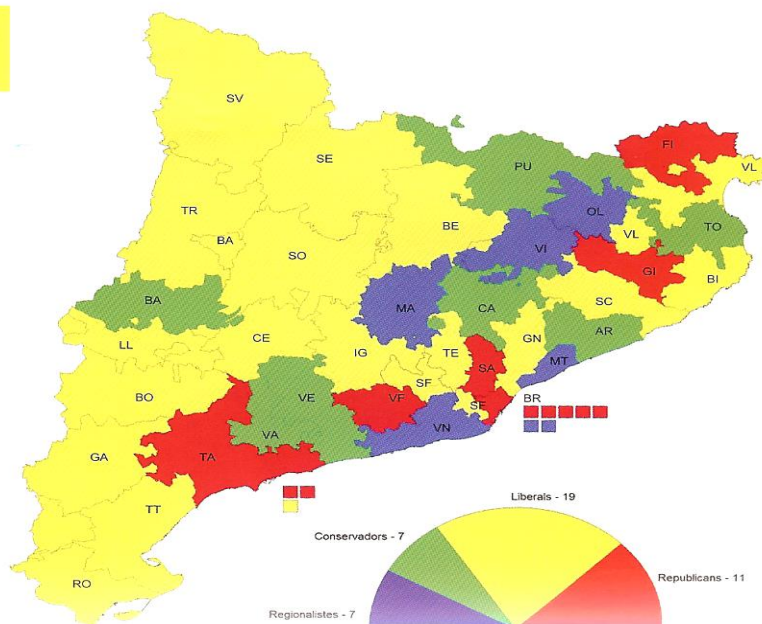 SV
FI
PU
VL
SE
TR
OL
BE
TO
BA
VL
VI
SO
GI
BI
BA
SC
MA
CA
AR
LL
CE
IG
TE
GN
MT
SA
SF
BO
VE
VF
SF
BR
VA
VN
GA
TA
TT
Liberals - 19
Conservadors - 7
RO
Republicans - 11
Regionalistes - 7